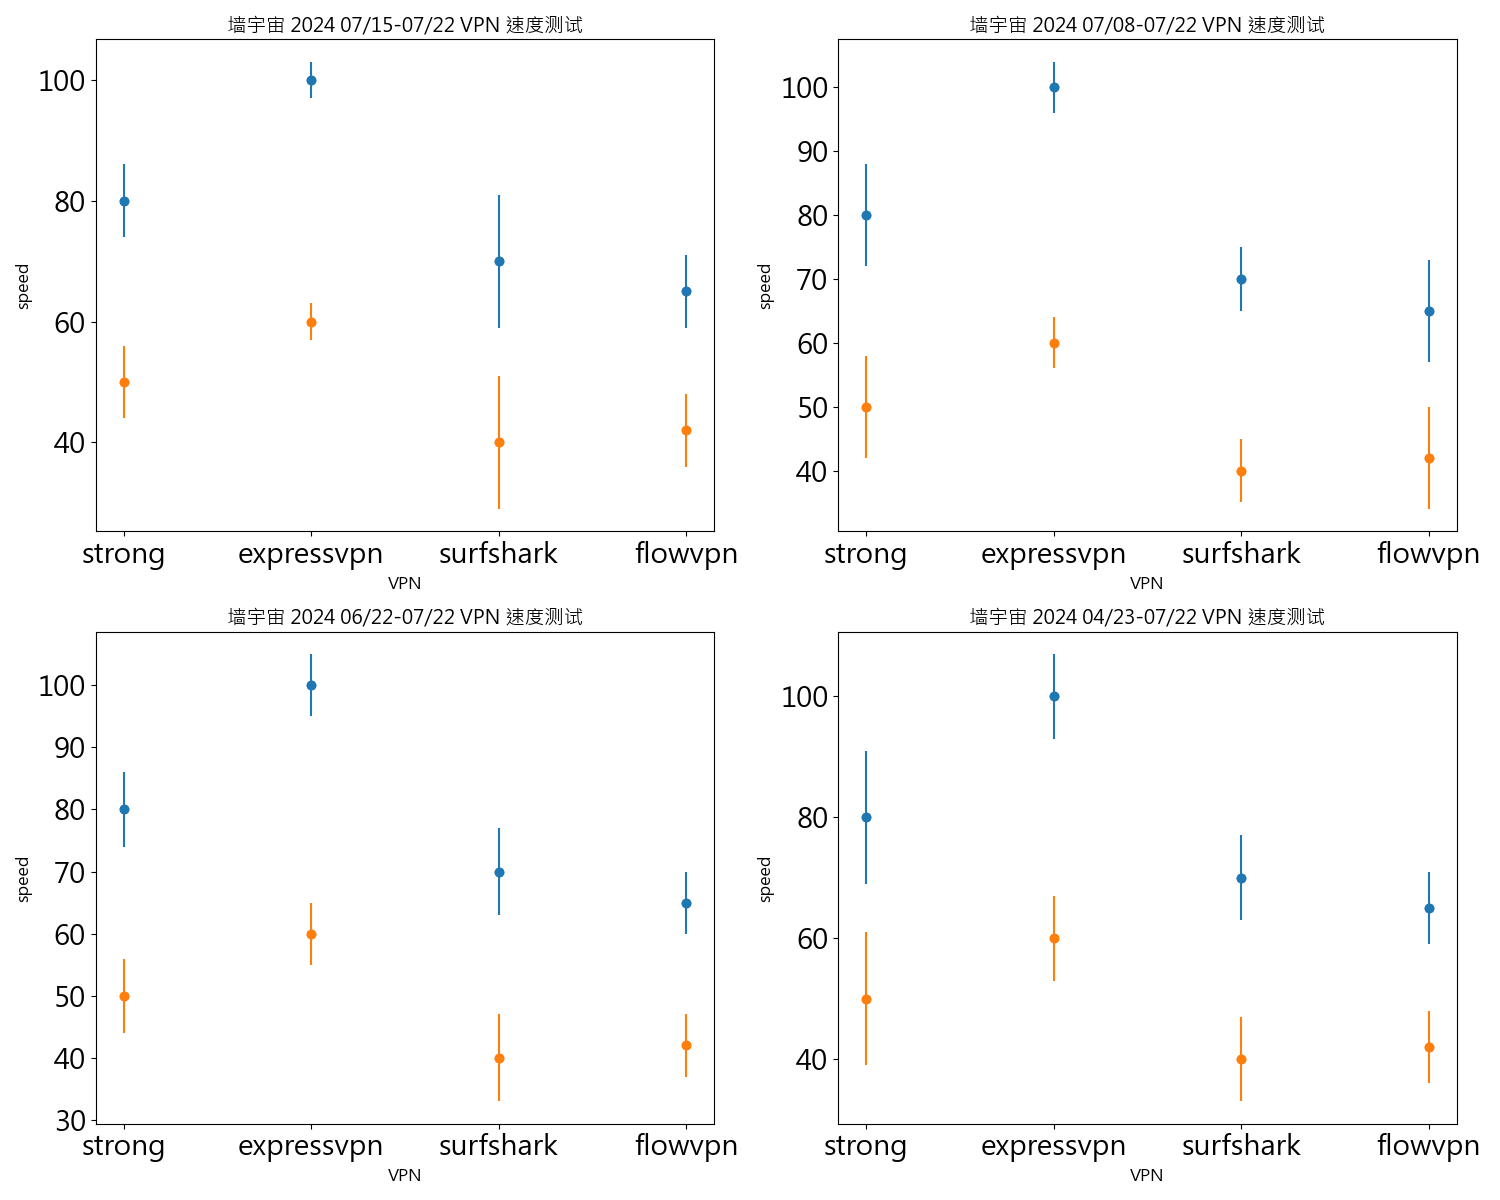 墙宇宙 2024 07/15-07/22 VPN 速度测试
100
80
60
40
speed
strong expressvpn surfshark flowvpn
VPN
墙宇宙 2024 07/08-07/22 VPN 速度测试
100
90
80
70
60
50
40
speed
strong expressvpn surfshark flowvpn
VPN
墙宇宙 2024 06/22-07/22 VPN 速度测试
100
90
80
70
60
50
40
30
speed
strong expressvpn surfshark flowvpn
VPN
墙宇宙 2024 04/23-07/22 VPN 速度测试
100
80
60
40
speed
strong expressvpn surfshark flowvpn
VPN